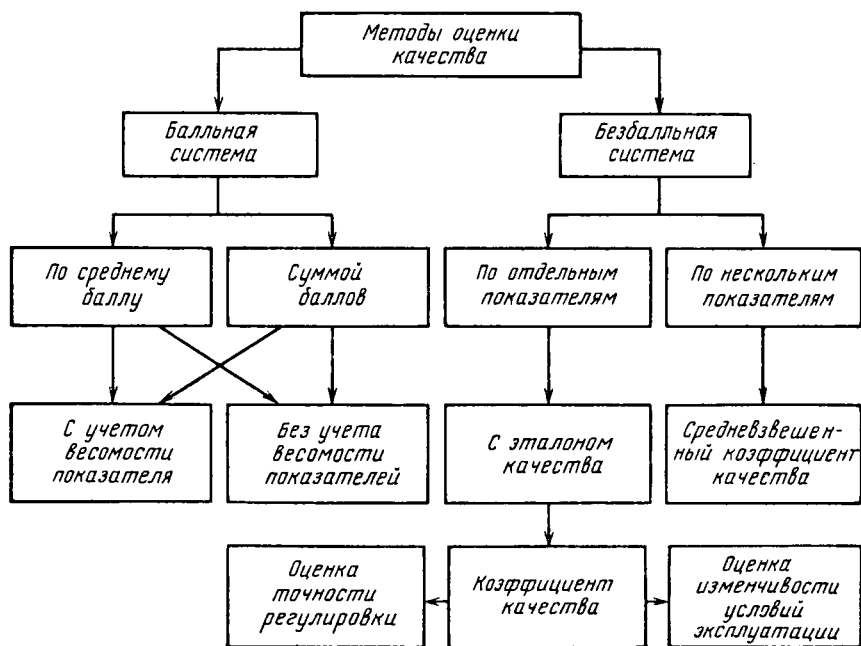 Методы оценки
качества
Балльная
система
Безбалльная
система
По среднему
баллу
Суммой
баллов
По отдельным
показателям
По нескольким
показателям
С учетом
весомости
показателя
Без учета
весомости
показателей
С эталоном
качества
Средневзвешен-
ный коэффициент
качества
Оценка
точности
регулировки
Коэффициент
качества
Оценка
изменчивости
условий
эксплуатации